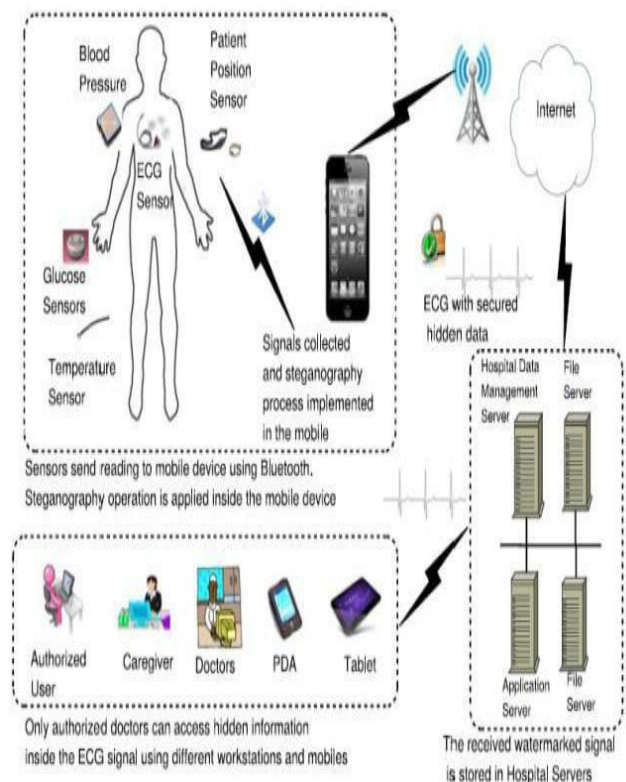 Blood
Pressure
Patient
Position
Sensor
ECG
Sensor
Glucose
Sensors
Temperature
Sensor
Signals collected
and steganography
process implemented
in the mobile
Internet
ECG with secured
hidden data
Sensors send reading to mobile device using Bluetooth.
Steganography operation is applied inside the mobile device
Hospital Data
Management
Server
File
Server
Application
Server
File
Server
Authorized
User
Caregiver
Doctors
PDA
Tablet
Only authorized doctors can access hidden information
inside the ECG signal using different workstations and mobiles
The received watermarked signal
is stored in Hospital Servers